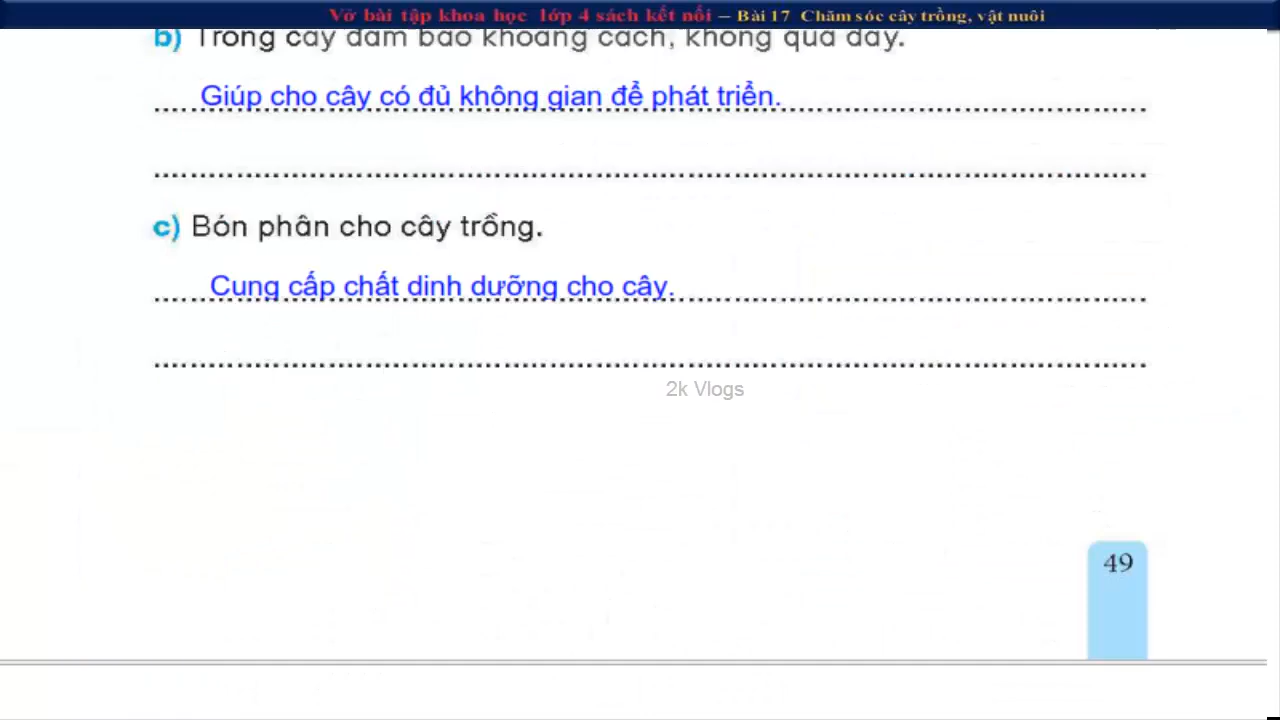 Vở bài tập khoa học lớp 4 sách kết nối – Bài 17 Chăm sóc cây trồng, vật nuôi
b) Trồng cây đảm bảo khoảng cách, không quá dày.
Giúp cho cây có đủ không gian để phát triển.
c) Bón phân cho cây trồng.
Cung cấp chất dinh dưỡng cho cây.
2k Vlogs
49